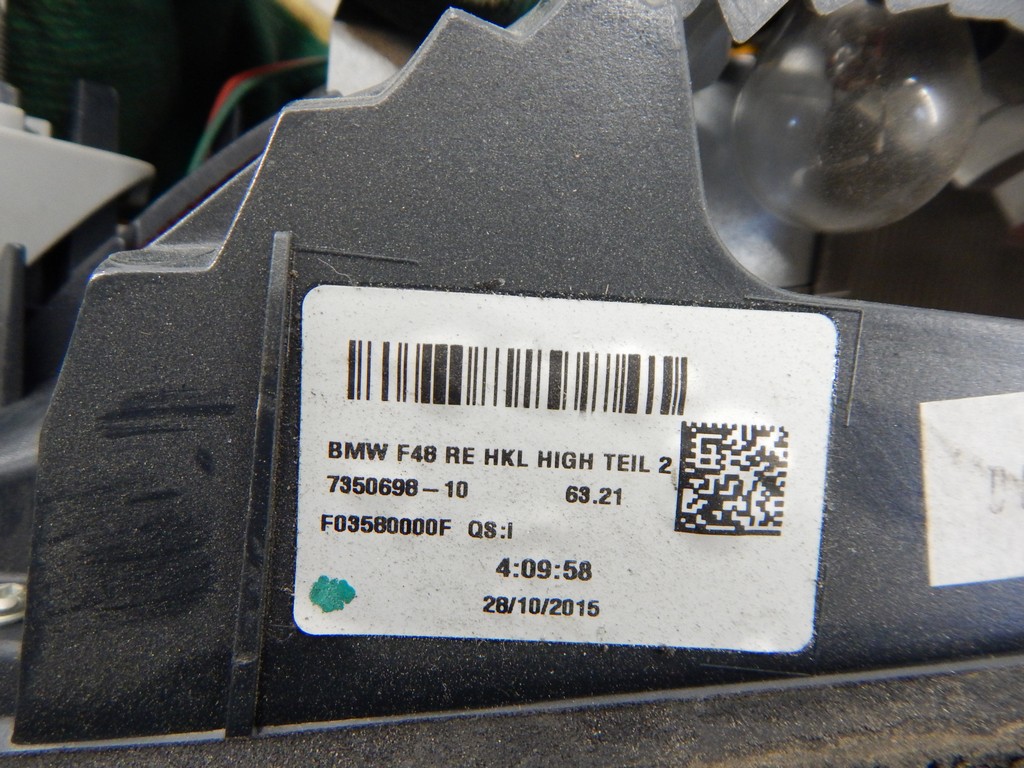 BMW F48 RE HKL HIGH TEIL 2
7350698-10 63.21
F03580000F QS:I
4:09:58
28/10/2015